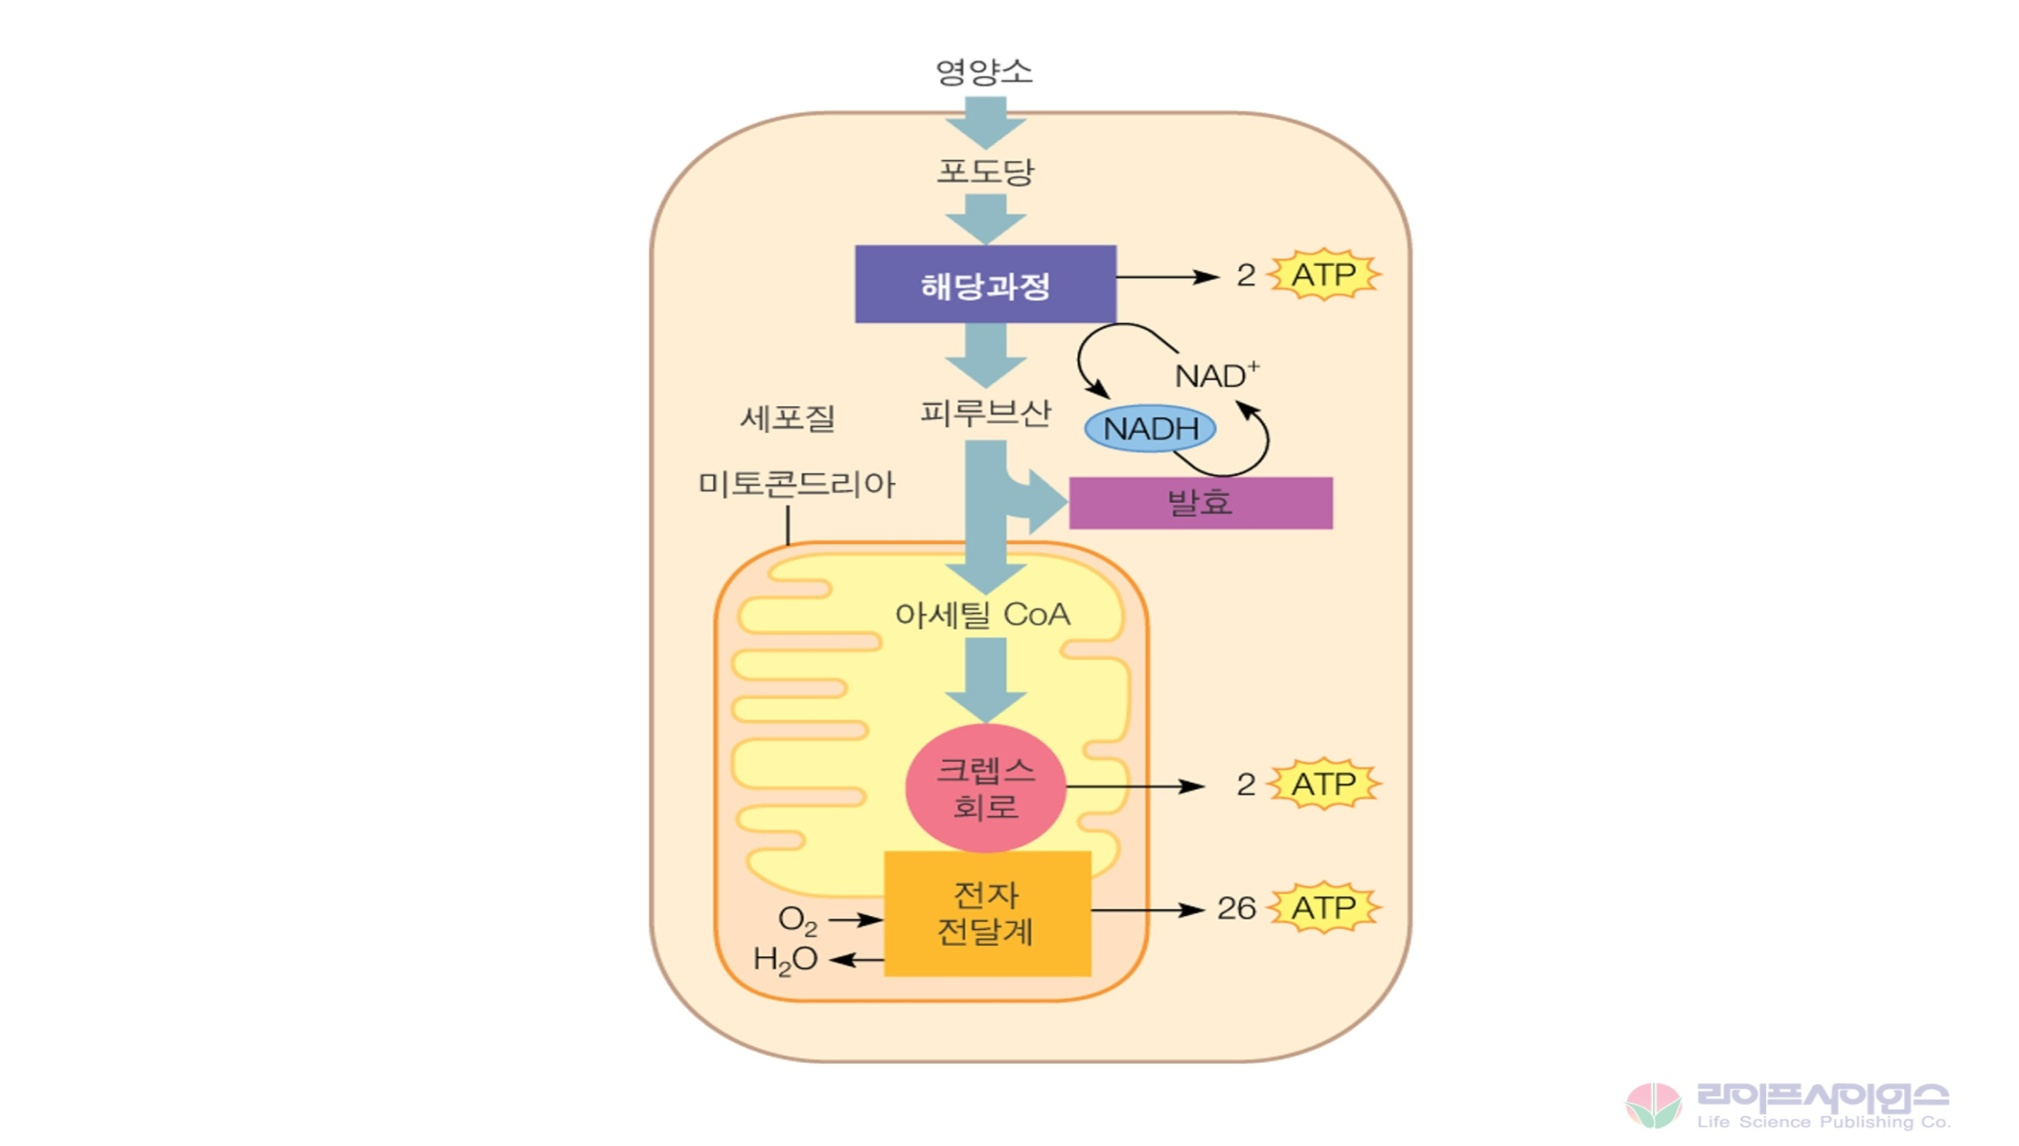 영양소
포도당
해당과정
2 ATP
NAD+
NADH
피루브산
세포질
미토콘드리아
발효
아세틸 CoA
크렙스
회로
2 ATP
전자
전달계
26 ATP
O2
H2O
라이프사이언스
Life Science Publishing Co.